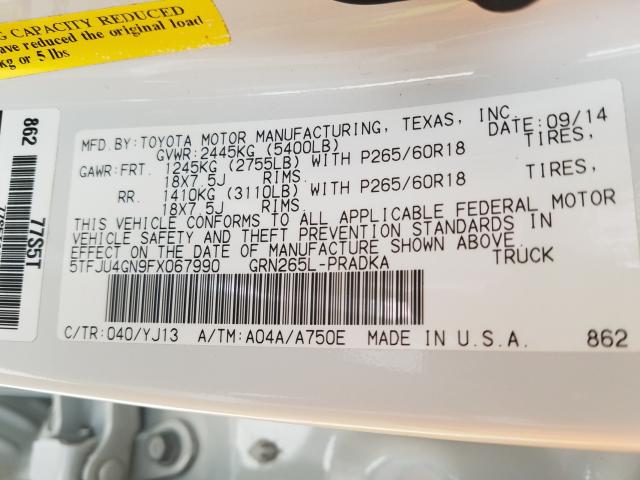 G CAPACITY REDUCED
ave reduced the original load
kg or 5 lbs
862
77S5T
MFD.BY:TOYOTA MOTOR MANUFACTURING, TEXAS, INC. DATE:09/14
GVWR:2445KG (5400LB)
GAWR:FRT. 1245KG (2755LB) WITH P265/60R18 TIRES,
18X7.5J RIMS.
RR. 1410KG (3110LB) WITH P265/60R18 TIRES,
18X7.5J RIMS.
THIS VEHICLE CONFORMS TO ALL APPLICABLE FEDERAL MOTOR
VEHICLE SAFETY AND THEFT PREVENTION STANDARDS IN
EFFECT ON THE DATE OF MANUFACTURE SHOWN ABOVE.
5TFJU4GN9FX067990 GRN265L-PRADKA TRUCK
C/TR:040/YJ13 A/TM:A04A/A750E MADE IN U.S.A. 862